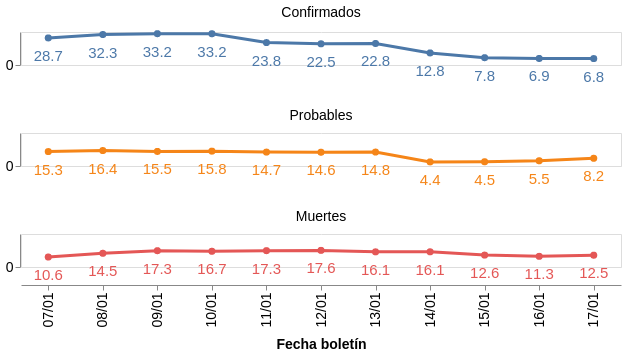 Confirmados
0
28.7 32.3 33.2 33.2 23.8 22.5 22.8 12.8 7.8 6.9 6.8
Probables
0
15.3 16.4 15.5 15.8 14.7 14.6 14.8 4.4 4.5 5.5 8.2
Muertes
0
10.6 14.5 17.3 16.7 17.3 17.6 16.1 16.1 12.6 11.3 12.5
07/01 08/01 09/01 10/01 11/01 12/01 13/01 14/01 15/01 16/01 17/01
Fecha boletín